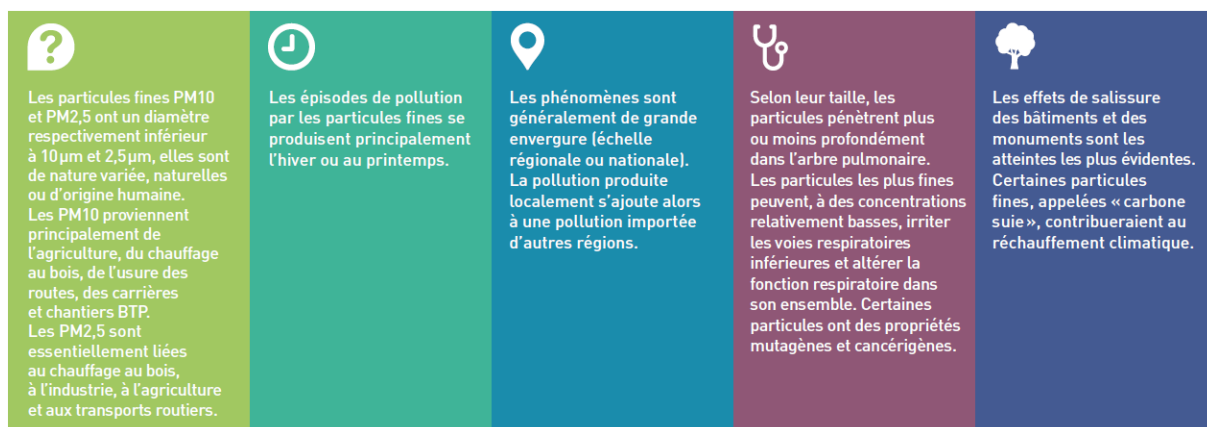 ?
Les particules fines PM10
et PM2,5 ont un diamètre
respectivement inférieur
à 10 µm et 2,5 µm, elles sont
de nature variée, naturelles
ou d’origine humaine.
Les PM10 proviennent
principalement de
l’agriculture, du chauffage
au bois, de l’usure des
routes, des carrières
et chantiers BTP.
Les PM2,5 sont
essentiellement liées
au chauffage au bois,
à l’industrie, à l’agriculture
et aux transports routiers.
Les épisodes de pollution
par les particules fines se
produisent principalement
l’hiver ou au printemps.
Les phénomènes sont
généralement de grande
envergure (échelle
régionale ou nationale).
La pollution produite
localement s’ajoute alors
à une pollution importée
d’autres régions.
Selon leur taille, les
particules pénètrent plus
ou moins profondément
dans l’arbre pulmonaire.
Les particules les plus fines
peuvent, à des concentrations
relativement basses, irriter
les voies respiratoires
inférieures et altérer la
fonction respiratoire dans
son ensemble. Certaines
particules ont des propriétés
mutagènes et cancérigènes.
Les effets de salissure
des bâtiments et des
monuments sont les
atteintes les plus évidentes.
Certaines particules
fines, appelées « carbone
suie », contribueraient au
réchauffement climatique.